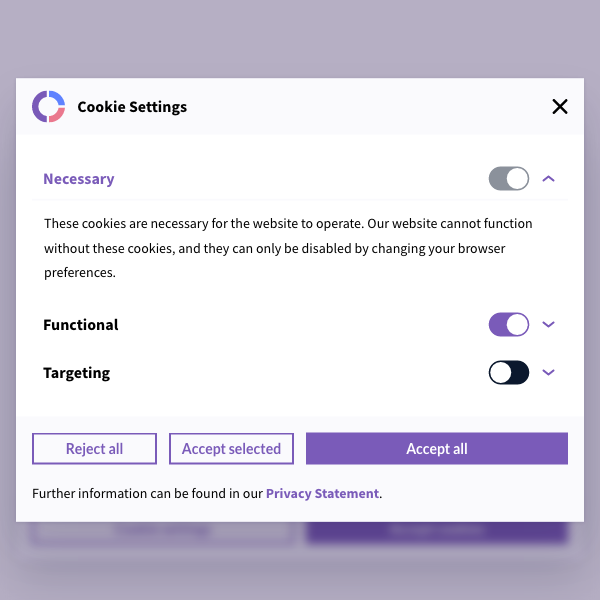 Cookie Settings
Necessary
These cookies are necessary for the website to operate. Our website cannot function
without these cookies, and they can only be disabled by changing your browser
preferences.
Functional
Targeting
Reject all
Accept selected
Accept all
Further information can be found in our Privacy Statement.